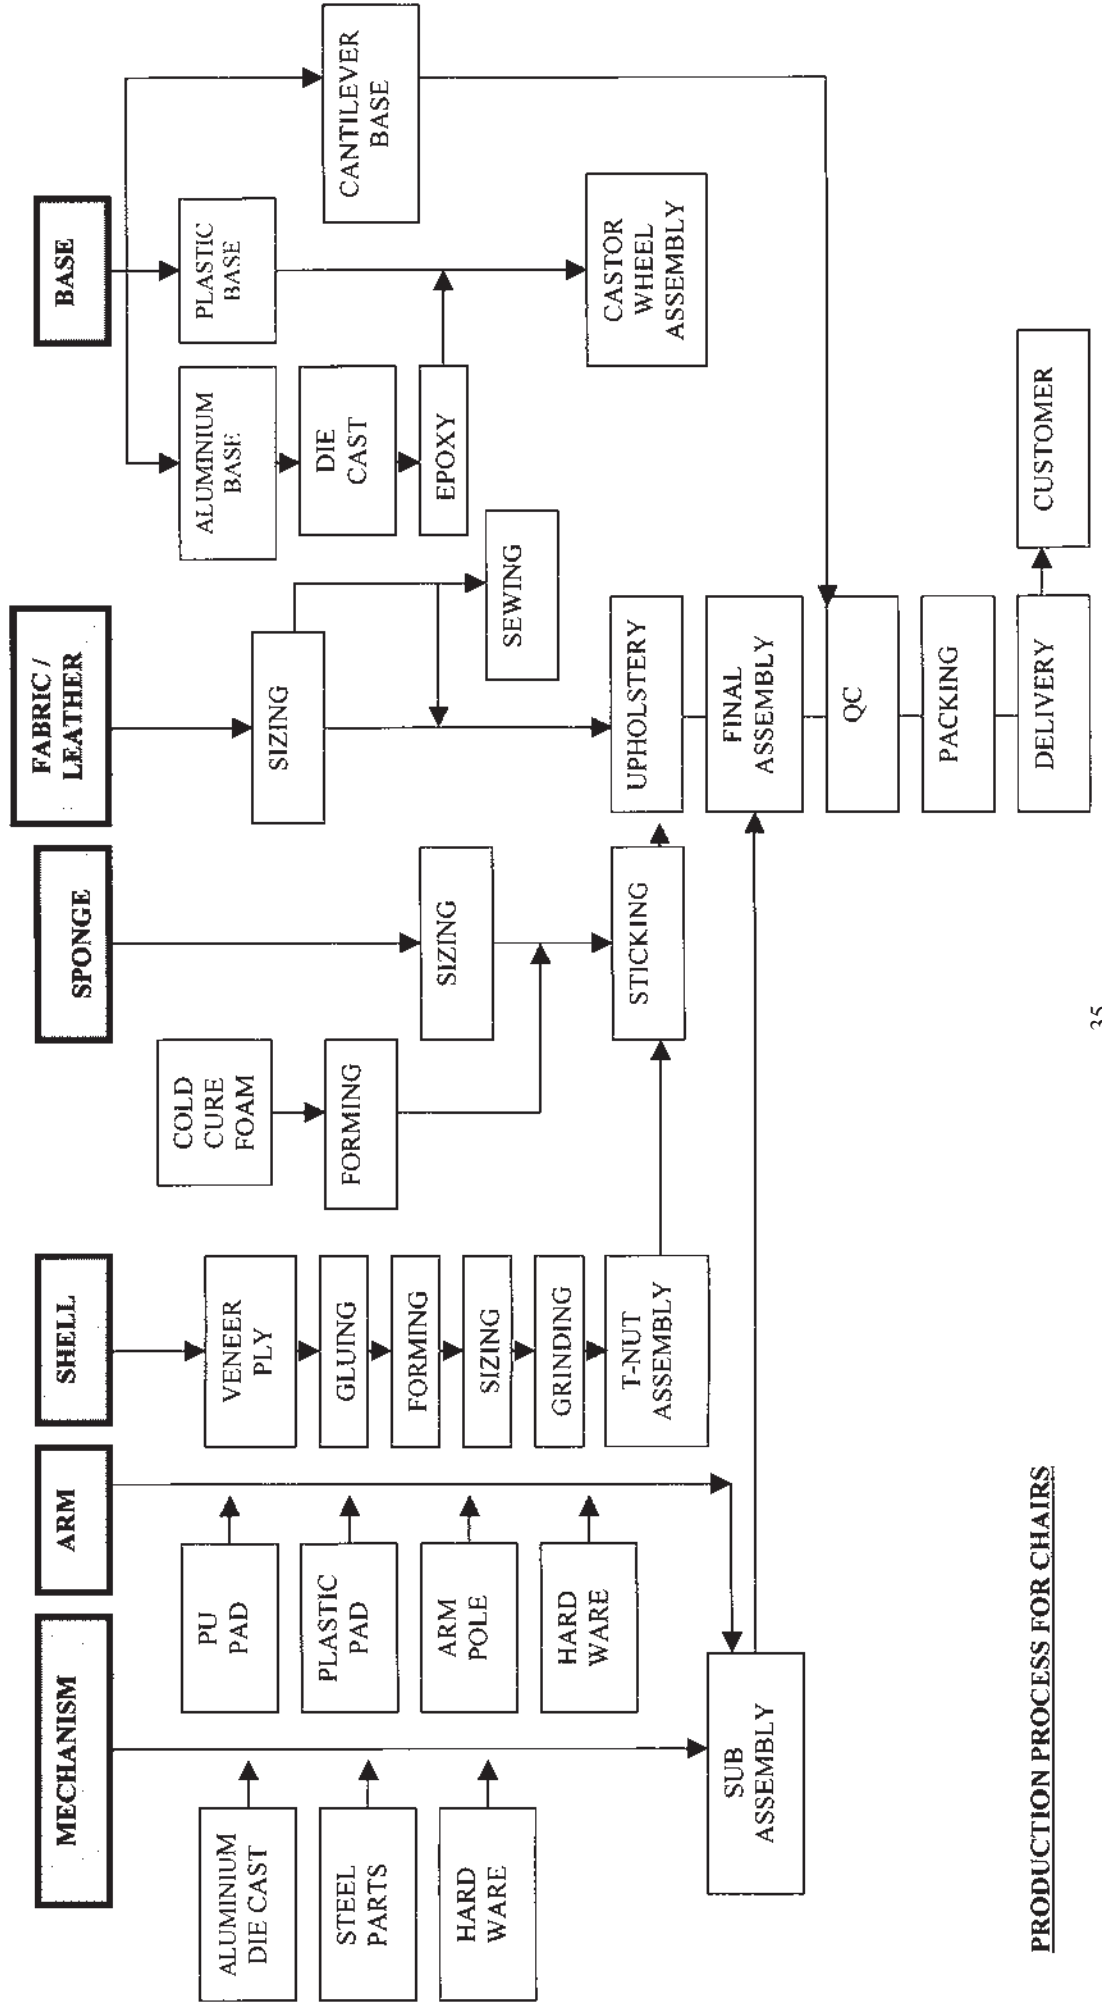 MECHANISM
ARM
SHELL
SPONGE
FABRIC /
LEATHER
BASE
ALUMINIUM
DIE CAST
STEEL
PARTS
HARD
WARE
PU
PAD
PLASTIC
PAD
ARM
POLE
HARD
WARE
SUB
ASSEMBLY
VENEER
PLY
GLUING
FORMING
SIZING
GRINDING
T-NUT
ASSEMBLY
COLD
CURE
FOAM
FORMING
SIZING
STICKING
SIZING
SEWING
UPHOLSTERY
FINAL
ASSEMBLY
QC
PACKING
DELIVERY
CUSTOMER
ALUMINIUM
BASE
DIE
CAST
EPOXY
PLASTIC
BASE
CASTOR
WHEEL
ASSEMBLY
CANTILEVER
BASE
PRODUCTION PROCESS FOR CHAIRS
35